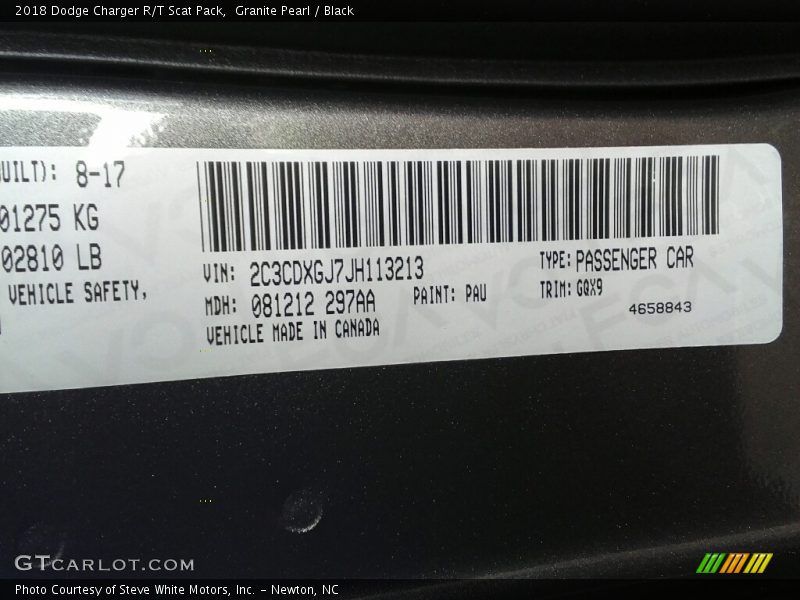 2018 Dodge Charger R/T Scat Pack, Granite Pearl / Black
8-17
01275 KG
02810 LB
VEHICLE SAFETY,
VIN: 2C3CDXGJ7JH113213
TYPE: PASSENGER CAR
MDH: 081212 297AA
PAINT: PAU
TRIM: GQX9
VEHICLE MADE IN CANADA
4658843
GTCARLOT.COM
Photo Courtesy of Steve White Motors, Inc. – Newton, NC